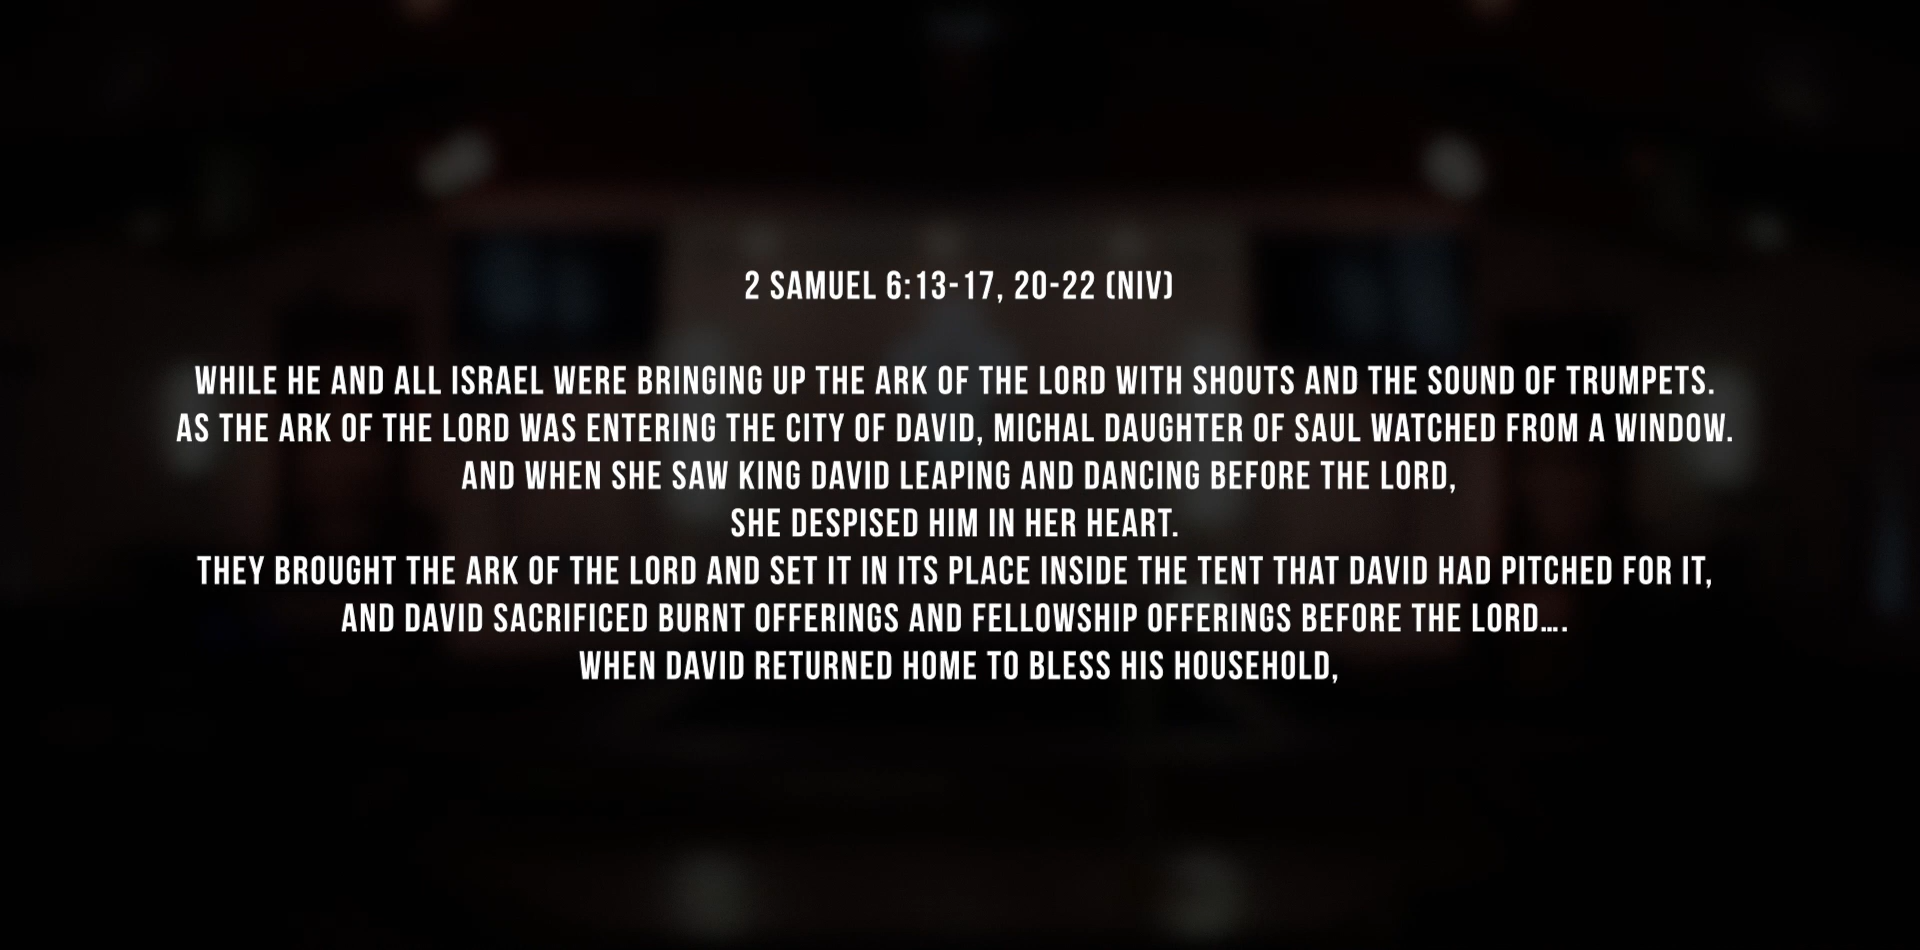 2 SAMUEL 6:13-17, 20-22 (NIV)
WHILE HE AND ALL ISRAEL WERE BRINGING UP THE ARK OF THE LORD WITH SHOUTS AND THE SOUND OF TRUMPETS.
AS THE ARK OF THE LORD WAS ENTERING THE CITY OF DAVID, MICHAL DAUGHTER OF SAUL WATCHED FROM A WINDOW.
AND WHEN SHE SAW KING DAVID LEAPING AND DANCING BEFORE THE LORD,
SHE DESPISED HIM IN HER HEART.
THEY BROUGHT THE ARK OF THE LORD AND SET IT IN ITS PLACE INSIDE THE TENT THAT DAVID HAD PITCHED FOR IT,
AND DAVID SACRIFICED BURNT OFFERINGS AND FELLOWSHIP OFFERINGS BEFORE THE LORD….
WHEN DAVID RETURNED HOME TO BLESS HIS HOUSEHOLD,